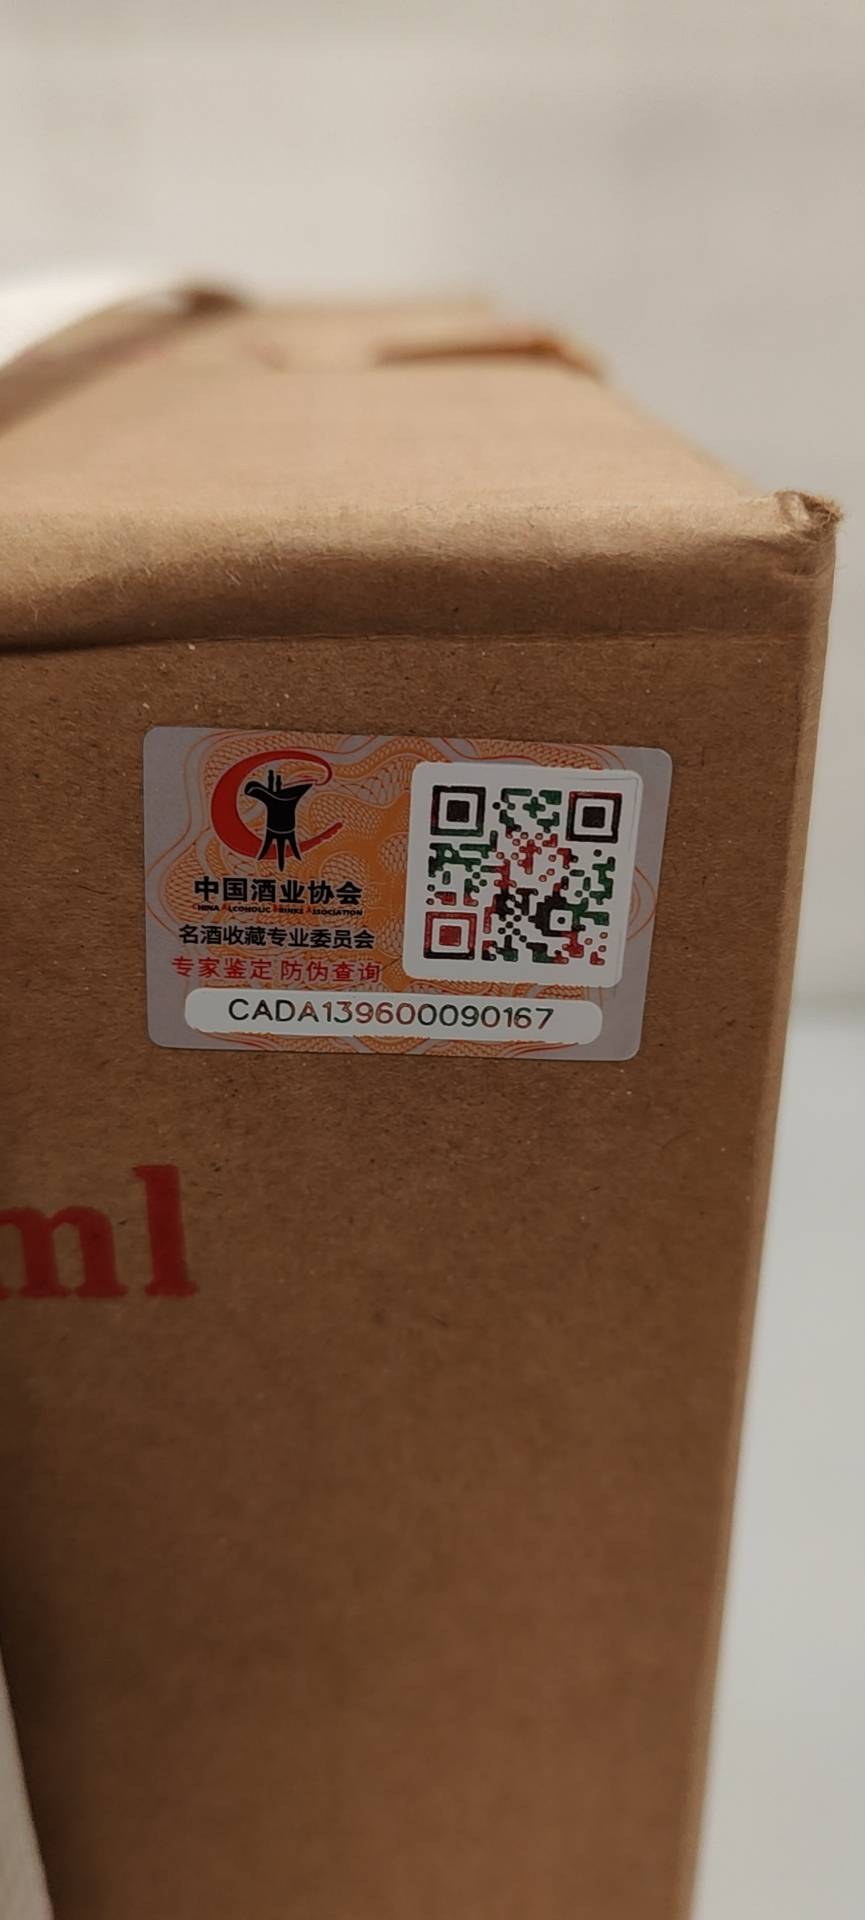 中国酒业协会
CHINA ALCOHOLIC DRINKS ASSOCIATION
名酒收藏专业委员会
专家鉴定 防伪查询
CADA139600090167
ml